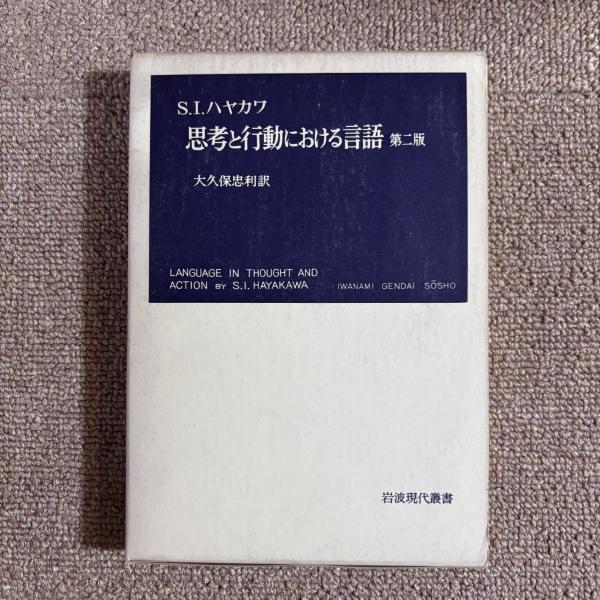 S.I.ハヤカワ
思考と行動における言語 第二版
大久保忠利訳
LANGUAGE IN THOUGHT AND
ACTION BY S.I. HAYAKAWA IWANAMI GENDAI SŌSHO
岩波現代叢書